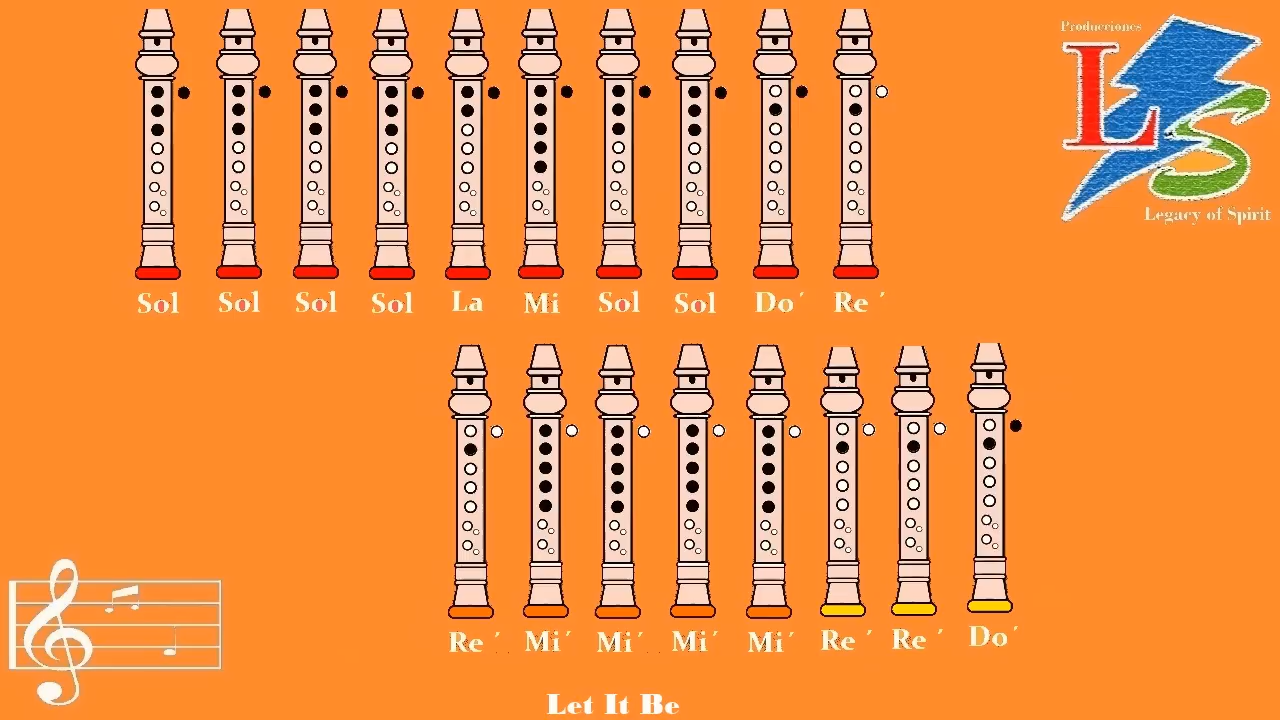 Producciones
LS
Legacy of Spirit
Sol Sol Sol Sol La Mi Sol Sol Do´ Re ´
Re ´ Mi´ Mi´ Mi´ Mi´ Re ´ Re ´ Do´
Let It Be